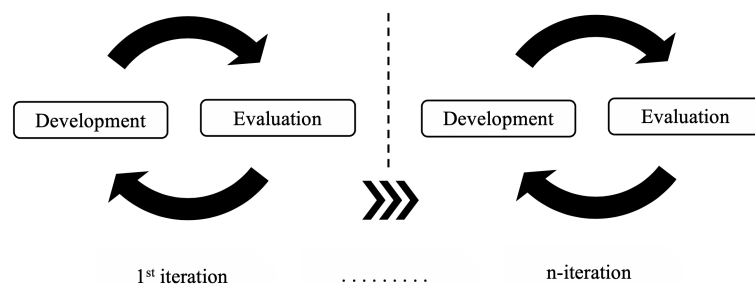 Development
Evaluation
Development
Evaluation
1st iteration
.........
n-iteration